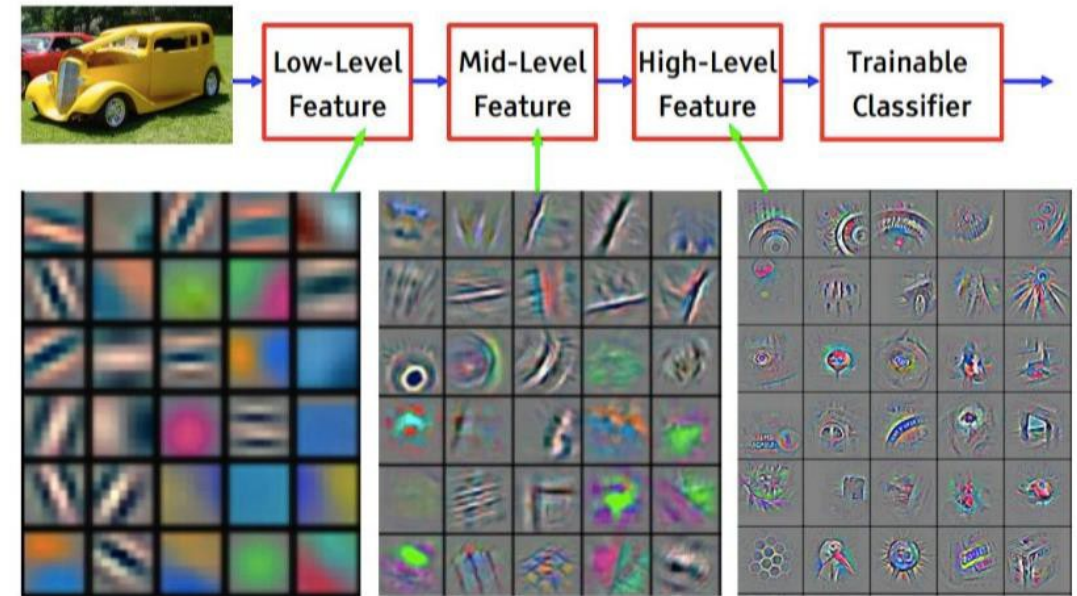 Low-Level
Feature
Mid-Level
Feature
High-Level
Feature
Trainable
Classifier